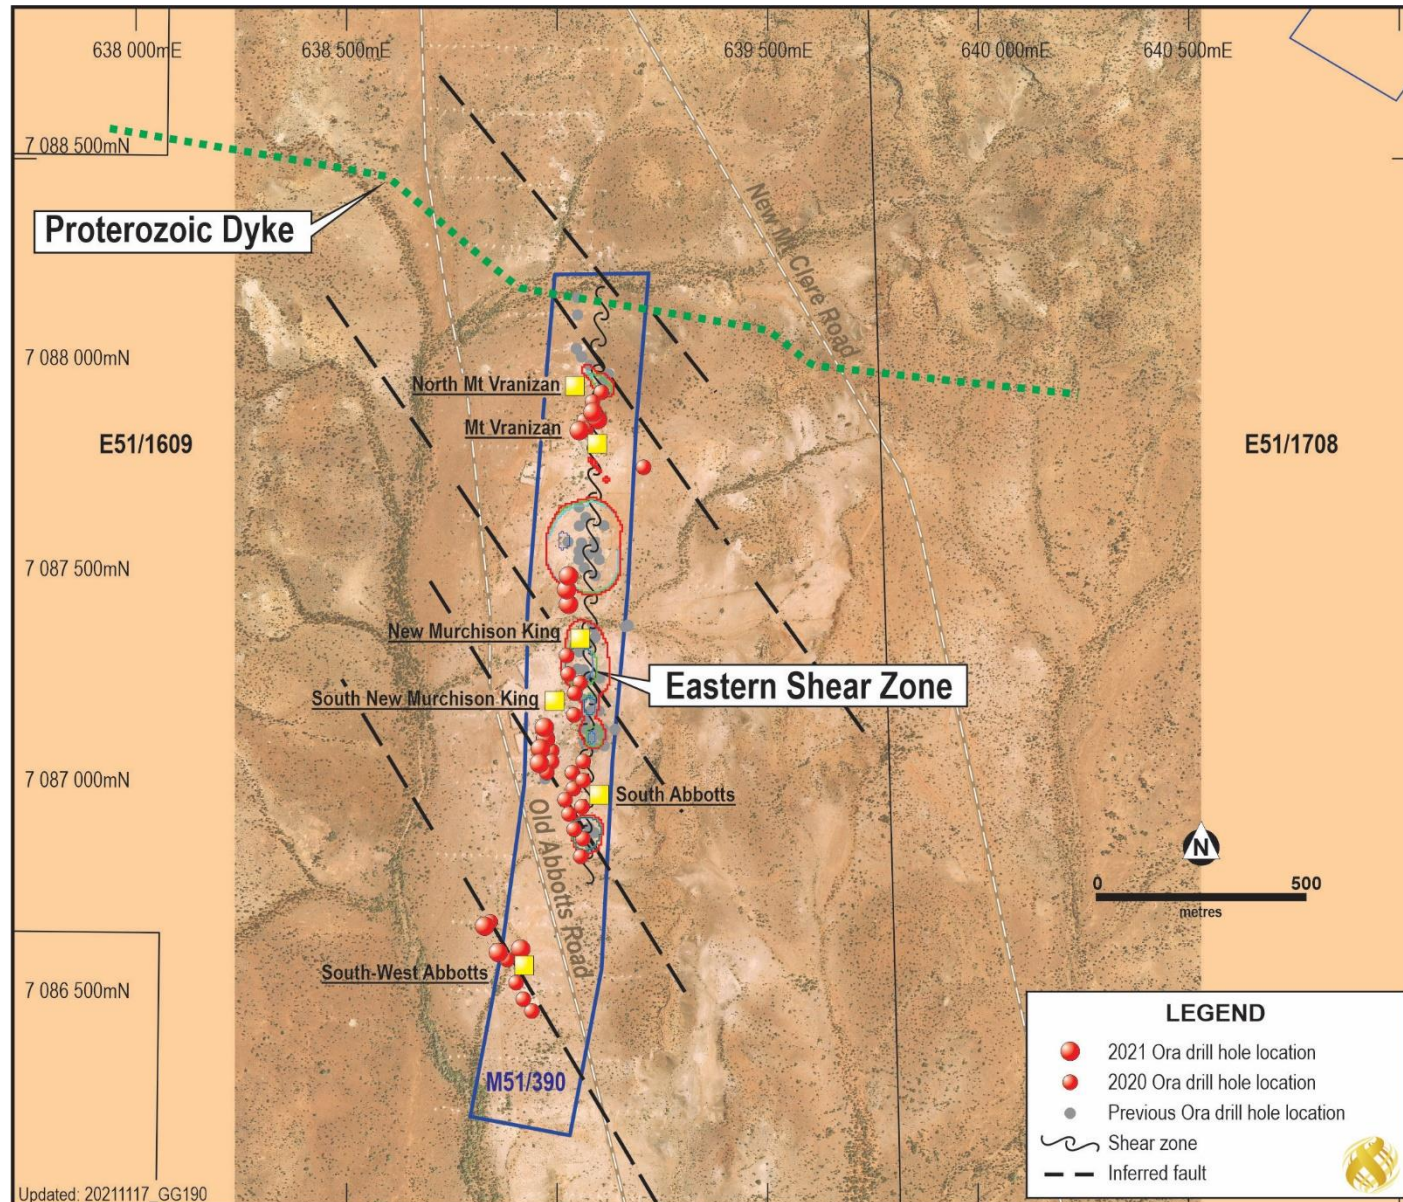 638 000mE
638 500mE
639 500mE
640 000mE
640 500mE
7 088 500mN
Proterozoic Dyke
New Mt Clere Road
7 088 000mN
North Mt Vranizan
Mt Vranizan
E51/1609
E51/1708
7 087 500mN
New Murchison King
Eastern Shear Zone
South New Murchison King
7 087 000mN
South Abbotts
Old Abbotts Road
N
0
500
metres
South-West Abbotts
7 086 500mN
M51/390
LEGEND
2021 Ora drill hole location
2020 Ora drill hole location
Previous Ora drill hole location
Shear zone
Inferred fault
Updated: 20211117_GG190